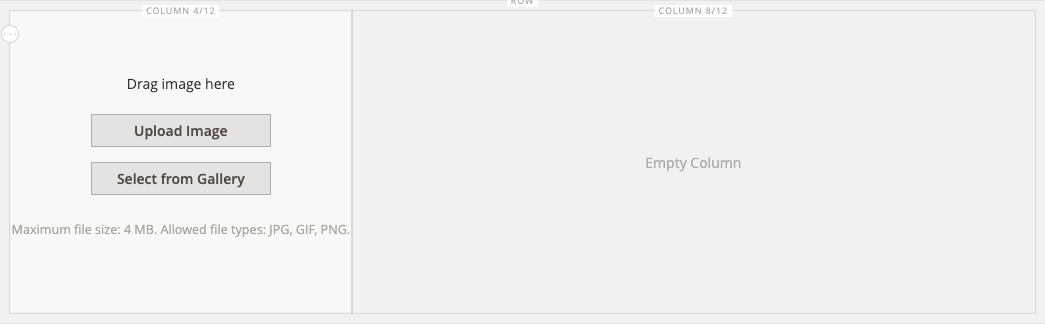 ROW
COLUMN 4/12
COLUMN 8/12
Drag image here
Upload Image
Select from Gallery
Maximum file size: 4 MB. Allowed file types: JPG, GIF, PNG.
Empty Column